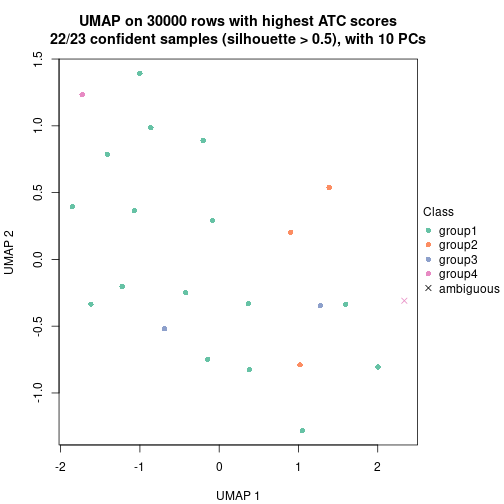 UMAP on 30000 rows with highest ATC scores
22/23 confident samples (silhouette > 0.5), with 10 PCs
1.5
1.0
0.5
0.0
-0.5
-1.0
UMAP 2
-2
-1
0
1
2
UMAP 1
Class
group1
group2
group3
group4
ambiguous